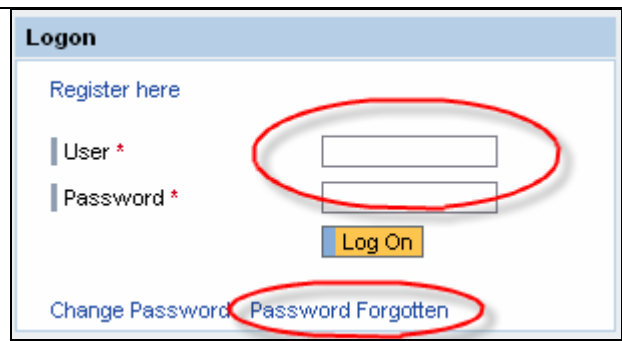 Logon
Register here
User *
Password *
Log On
Change Password Password Forgotten